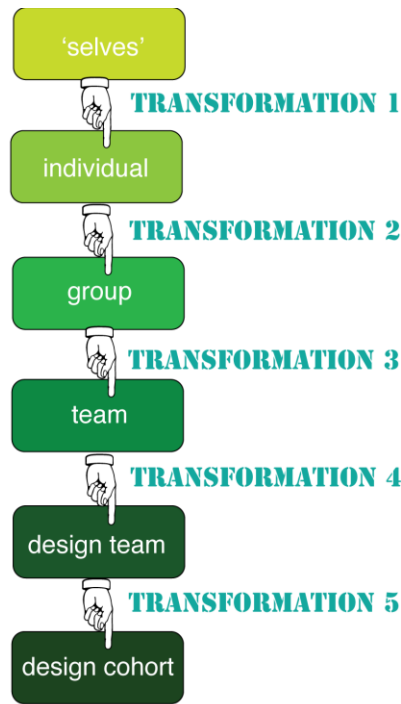 ‘selves’
TRANSFORMATION 1
individual
TRANSFORMATION 2
group
TRANSFORMATION 3
team
TRANSFORMATION 4
design team
TRANSFORMATION 5
design cohort